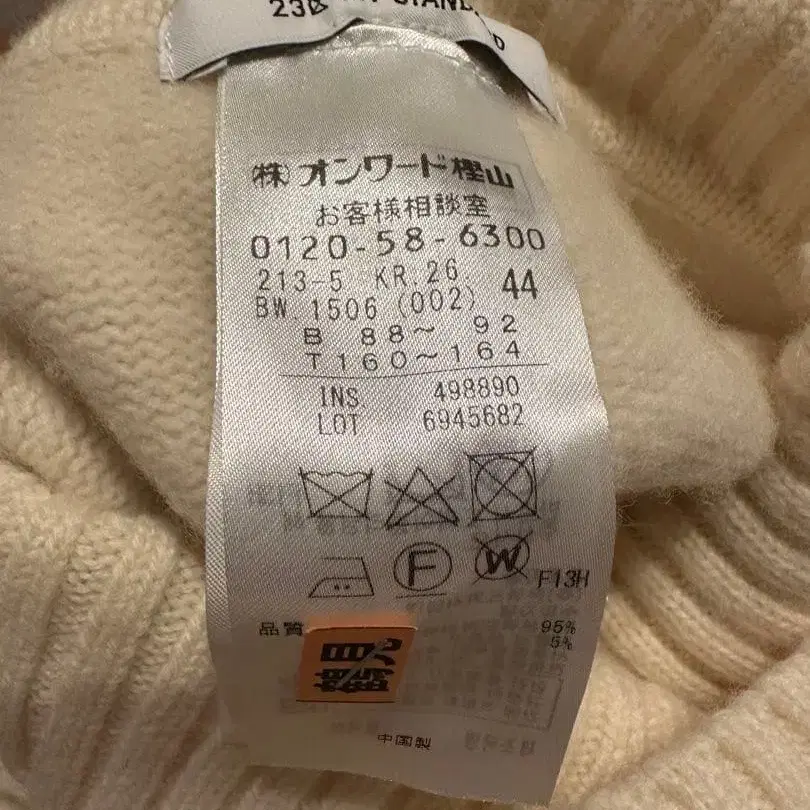 ㈱オンワード樫山
お客様相談室
0120-58-6300
213-5 KR.26. 44
BW.1506 (002)
B 88～ 92
T160～164
INS. 498890
LOT 6945682
F
W
F13H
品質 95%
5%
鶴見
中国製